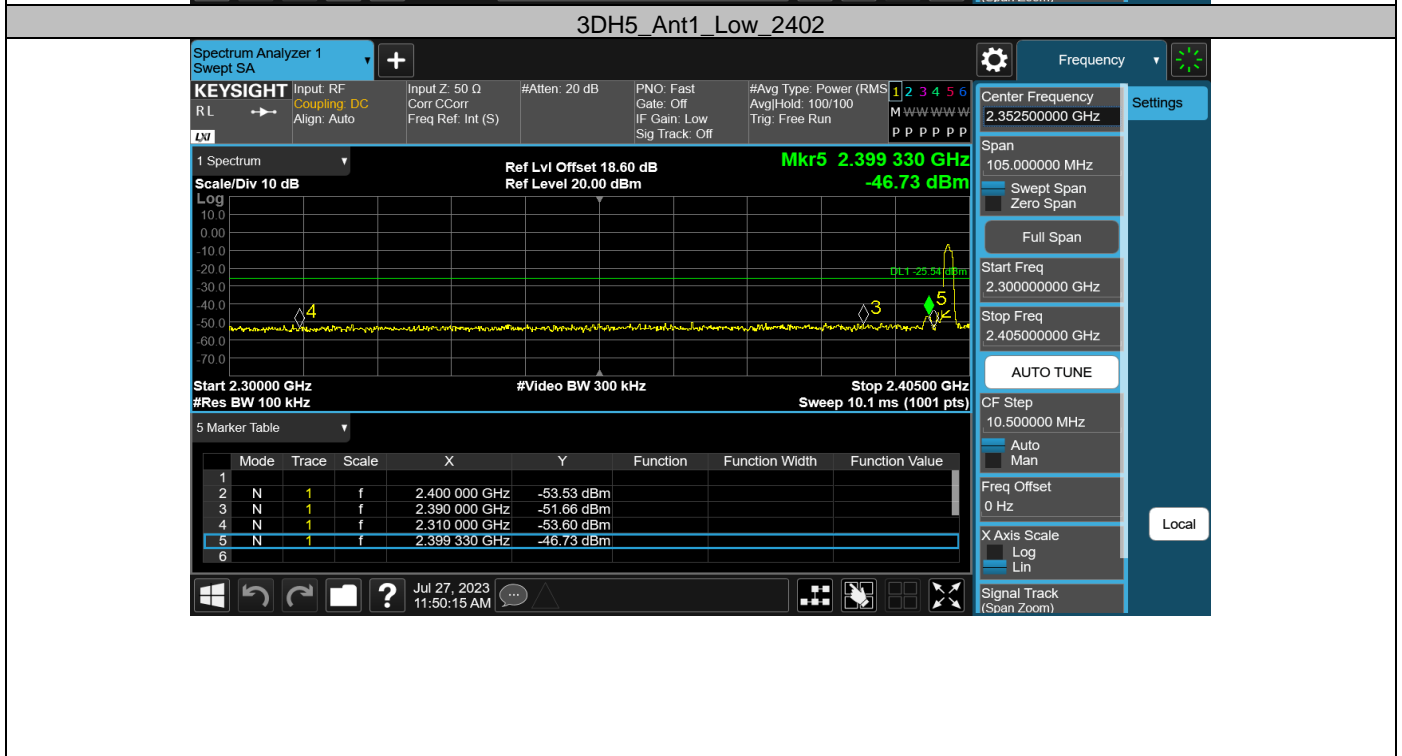 (Span Zoom)
3DH5_Ant1_Low_2402
Spectrum Analyzer 1
Swept SA
+
Frequency
KEYSIGHT
RL
LXI
Input: RF
Coupling: DC
Align: Auto
Input Z: 50 Ω
Corr CCorr
Freq Ref: Int (S)
#Atten: 20 dB
PNO: Fast
Gate: Off
IF Gain: Low
Sig Track: Off
#Avg Type: Power (RMS
Avg|Hold: 100/100
Trig: Free Run
1 2 3 4 5 6
M W W W W W
P P P P P P
1 Spectrum
Scale/Div 10 dB
Ref Lvl Offset 18.60 dB
Ref Level 20.00 dBm
Mkr5 2.399 330 GHz
-46.73 dBm
Log
10.0
0.00
-10.0
-20.0
-30.0
-40.0
-50.0
-60.0
-70.0
DL1 -25.54 dBm
4
3
5
Start 2.30000 GHz
#Video BW 300 kHz
Stop 2.40500 GHz
#Res BW 100 kHz
Sweep 10.1 ms (1001 pts)
5 Marker Table
Mode Trace Scale X Y Function Function Width Function Value
1
2 N 1 f 2.400 000 GHz -53.53 dBm
3 N 1 f 2.390 000 GHz -51.66 dBm
4 N 1 f 2.310 000 GHz -53.60 dBm
5 N 1 f 2.399 330 GHz -46.73 dBm
6
?
Jul 27, 2023
11:50:15 AM
Center Frequency
2.352500000 GHz
Settings
Span
105.000000 MHz
Swept Span
Zero Span
Full Span
Start Freq
2.300000000 GHz
Stop Freq
2.405000000 GHz
AUTO TUNE
CF Step
10.500000 MHz
Auto
Man
Freq Offset
0 Hz
Local
X Axis Scale
Log
Lin
Signal Track
(Span Zoom)